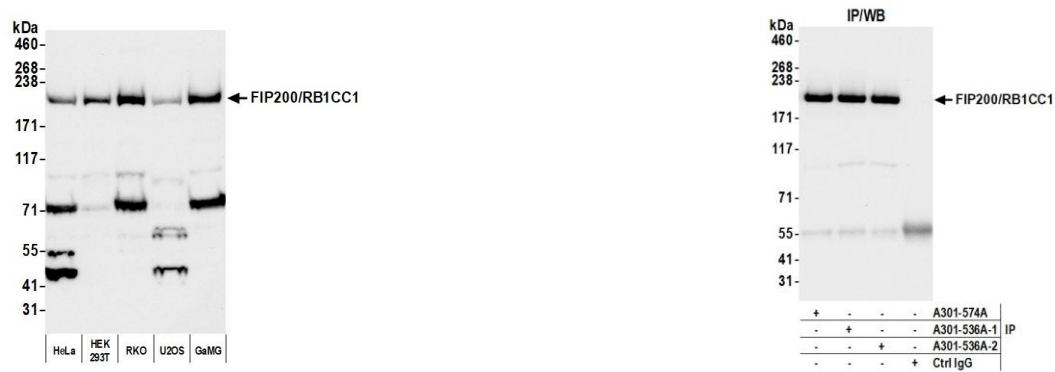 kDa
460-
268-
238-
171-
117-
71-
55-
41-
31-
FIP200/RB1CC1
HeLa
HEK
293T
RKO
U2OS
GaMG
IP/WB
kDa
460-
268-
238-
171-
117-
71-
55-
41-
31-
FIP200/RB1CC1
+ - - - A301-574A
- + - - A301-536A-1
- - + - A301-536A-2
- - - + Ctrl IgG
IP